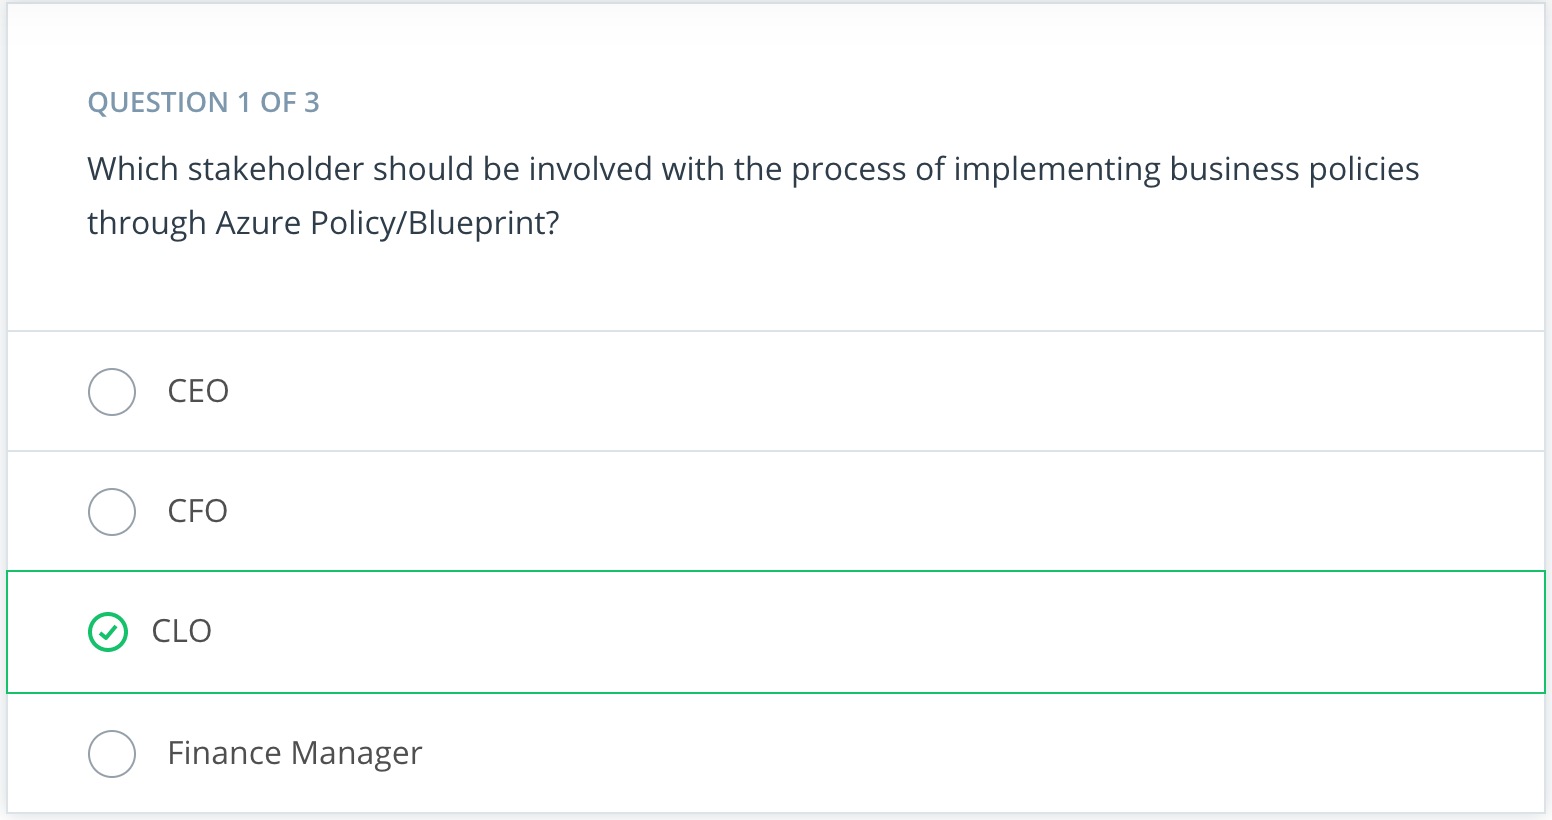 QUESTION 1 OF 3
Which stakeholder should be involved with the process of implementing business policies
through Azure Policy/Blueprint?
CEO
CFO
CLO
Finance Manager